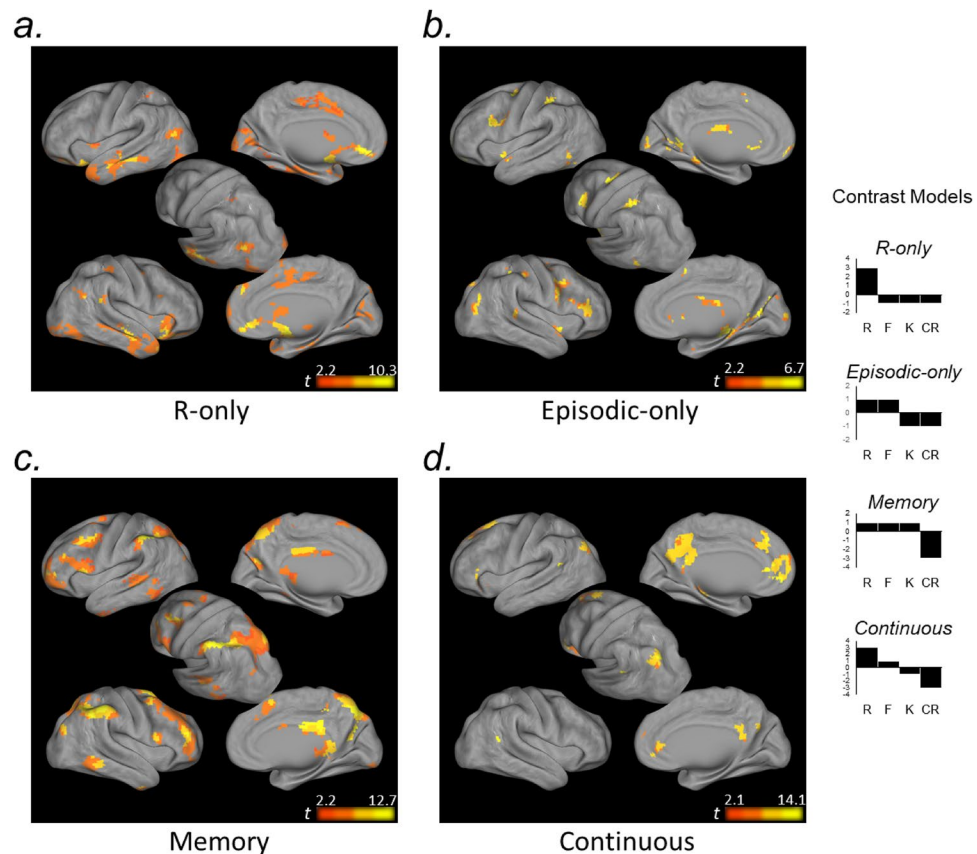 a.
2.2 10.3
t
R-only
b.
2.2 6.7
t
Episodic-only
c.
2.2 12.7
t
Memory
d.
2.1 14.1
t
Continuous
Contrast Models
R-only
4
3
2
1
0
-1
-2
R F K CR
Episodic-only
2
1
0
-1
-2
R F K CR
Memory
2
1
0
-1
-2
-3
-4
R F K CR
Continuous
4
3
2
1
0
-1
-2
-3
-4
R F K CR